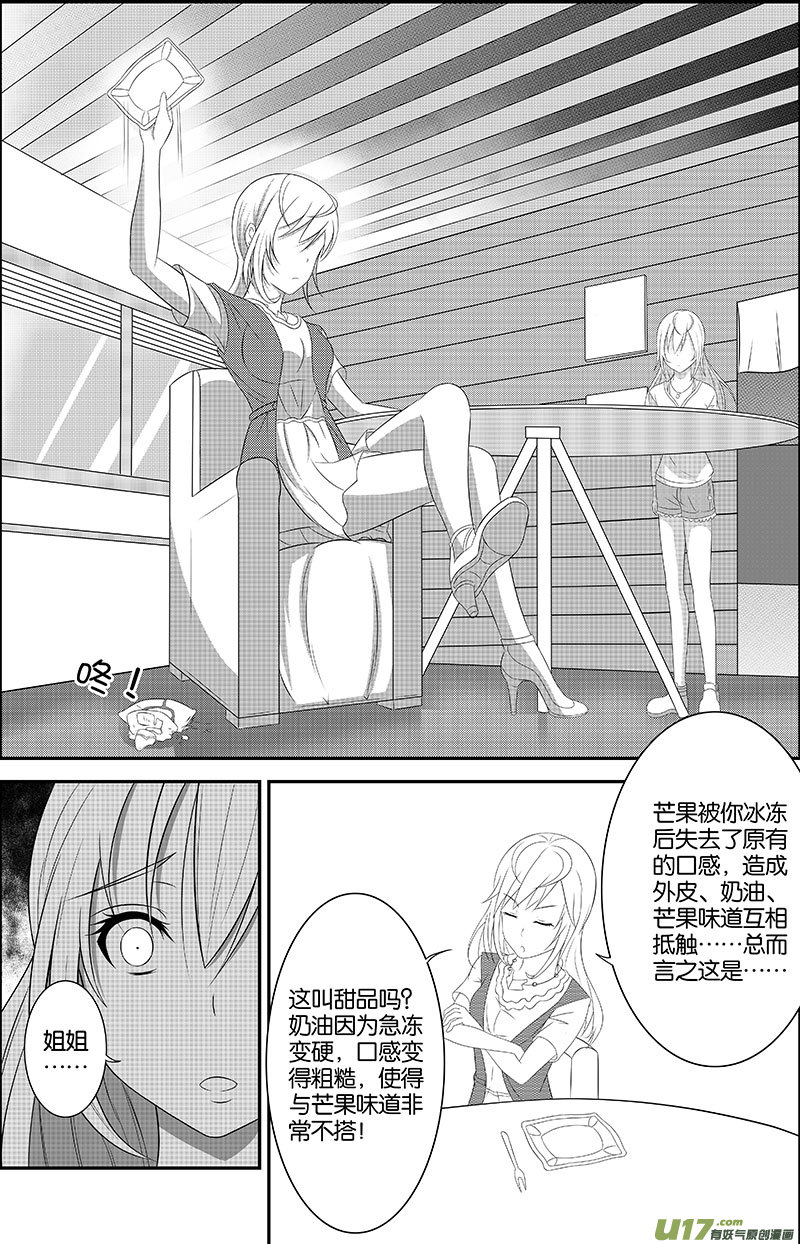 咚！
芒果被你冰冻
后失去了原有
的口感，造成
外皮、奶油、
芒果味道互相
抵触……总而
言之这是……
这叫甜品吗？
奶油因为急冻
变硬，口感变
得粗糙，使得
与芒果味道非
常不搭！
姐姐
……
U17.com
有妖气原创漫画